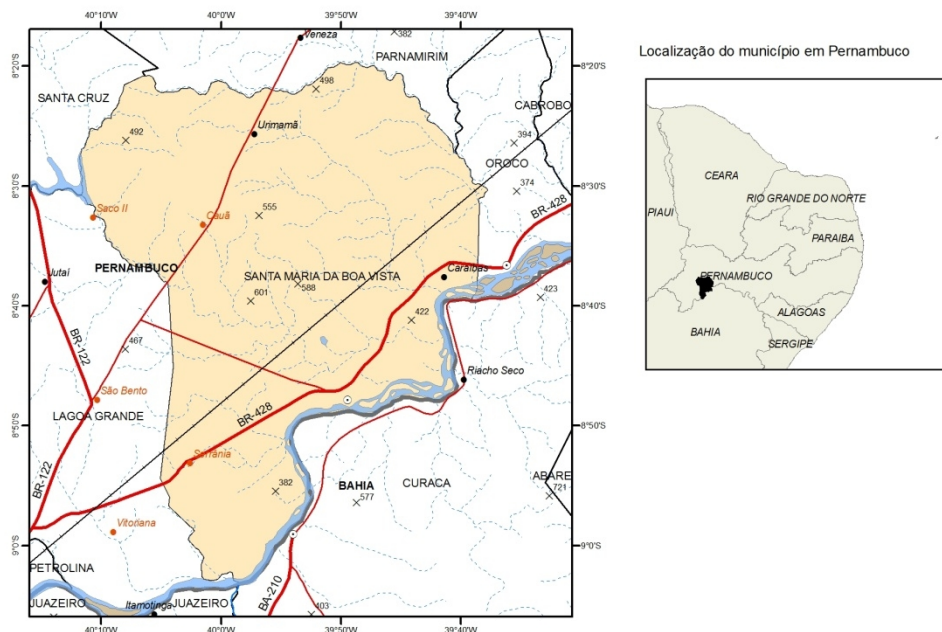 40°10'W
40°0'W
39°50'W
39°40'W
Veneza
382
PARNAMIRIM
Localização do município em Pernambuco
8°20'S
8°20'S
498
SANTA CRUZ
CABROBO
Urimamã
492
394
OROCO
374
8°30'S
8°30'S
BR-428
Saco II
Cauã
555
PERNAMBUCO
SANTA MARIA DA BOA VISTA
Caraíbas
Jutaí
588
601
423
8°40'S
8°40'S
422
BR-122
467
Riacho Seco
São Bento
LAGOA GRANDE
BR-428
8°50'S
8°50'S
BR-122
Serrânia
BAHIA
CURACA
ABARE
382
577
721
Vitoriana
9°0'S
9°0'S
PETROLINA
JUAZEIRO
Itamotinga
JUAZEIRO
BA-210
403
40°10'W
40°0'W
39°50'W
39°40'W
CEARA
RIO GRANDE DO NORTE
PIAUI
PARAIBA
PERNAMBUCO
ALAGOAS
BAHIA
SERGIPE